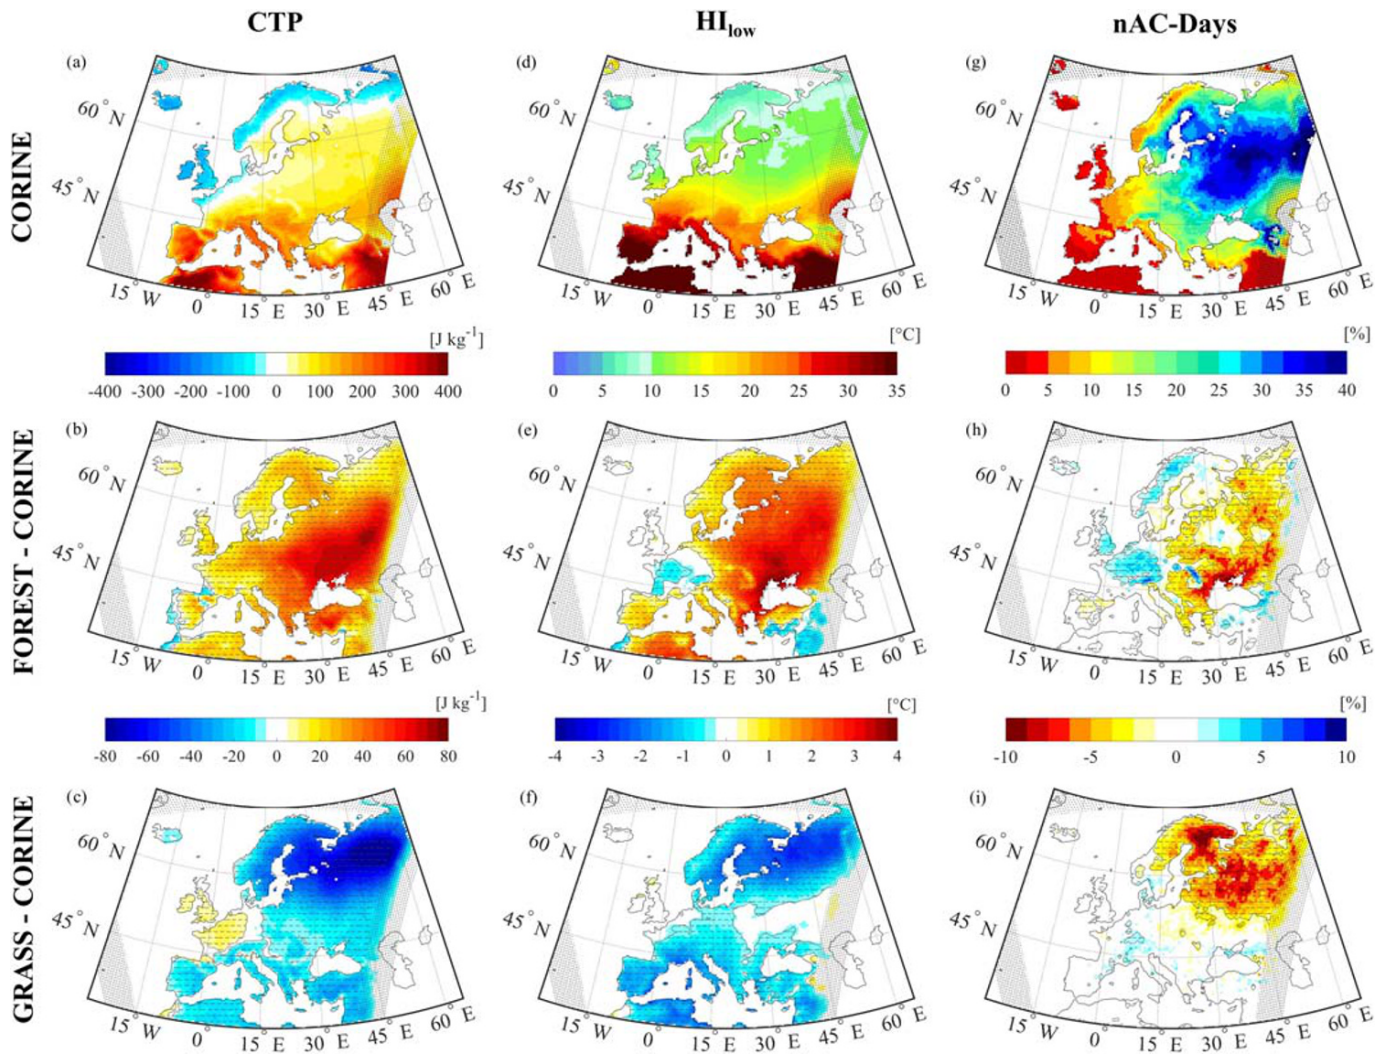 CTP HI_low nAC-Days
CORINE
(a) (d) (g)
60° N 60° N 60° N
45° N 45° N 45° N
15° W 0° 15° E 30° E 45° E 60° E 15° W 0° 15° E 30° E 45° E 60° E 15° W 0° 15° E 30° E 45° E 60° E
[J kg⁻¹] [°C] [%]
-400 -300 -200 -100 0 100 200 300 400 0 5 10 15 20 25 30 35 0 5 10 15 20 25 30 35 40
FOREST - CORINE
(b) (e) (h)
60° N 60° N 60° N
45° N 45° N 45° N
15° W 0° 15° E 30° E 45° E 60° E 15° W 0° 15° E 30° E 45° E 60° E 15° W 0° 15° E 30° E 45° E 60° E
[J kg⁻¹] [°C] [%]
-80 -60 -40 -20 0 20 40 60 80 -4 -3 -2 -1 0 1 2 3 4 -10 -5 0 5 10
GRASS - CORINE
(c) (f) (i)
60° N 60° N 60° N
45° N 45° N 45° N
15° W 0° 15° E 30° E 45° E 60° E 15° W 0° 15° E 30° E 45° E 60° E 15° W 0° 15° E 30° E 45° E 60° E